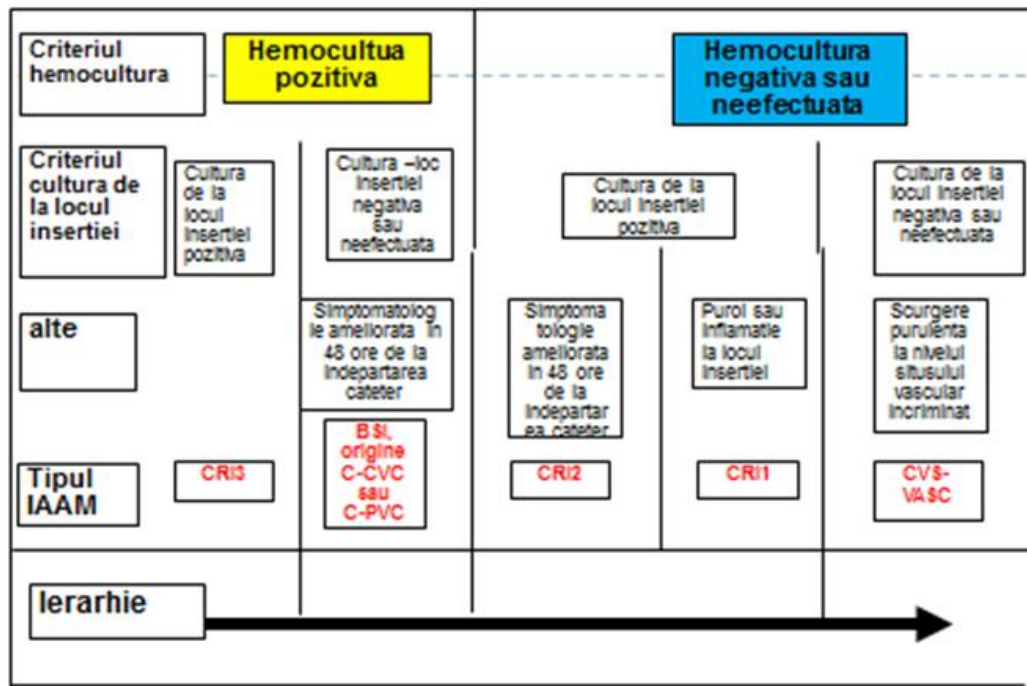 Criteriul
hemocultura
Hemocultua
pozitiva
Hemocultura
negativa sau
neefectuata
Criteriul
cultura de
la locul
insertiei
Cultura
de la
locul
insertiei
pozitiva
Cultura –loc
insertiei
negativa
sau
neefectuata
Cultura de la
locul insertiei
pozitiva
Cultura de la
locul insertiei
negativa sau
neefectuata
alte
Simptomatolog
ie ameliorata in
48 ore de la
indepartarea
cateter
Simptoma
tologie
ameliorata
in 48 ore
de la
indepartar
ea cateter
Puroi sau
inflamatie
la locul
insertiei
Scurgere
purulenta
la nivelul
situsului
vascular
incriminat
Tipul
IAAM
CRI3
BSI,
origine
C-CVC
sau
C-PVC
CRI2
CRI1
CVS-
VASC
Ierarhie